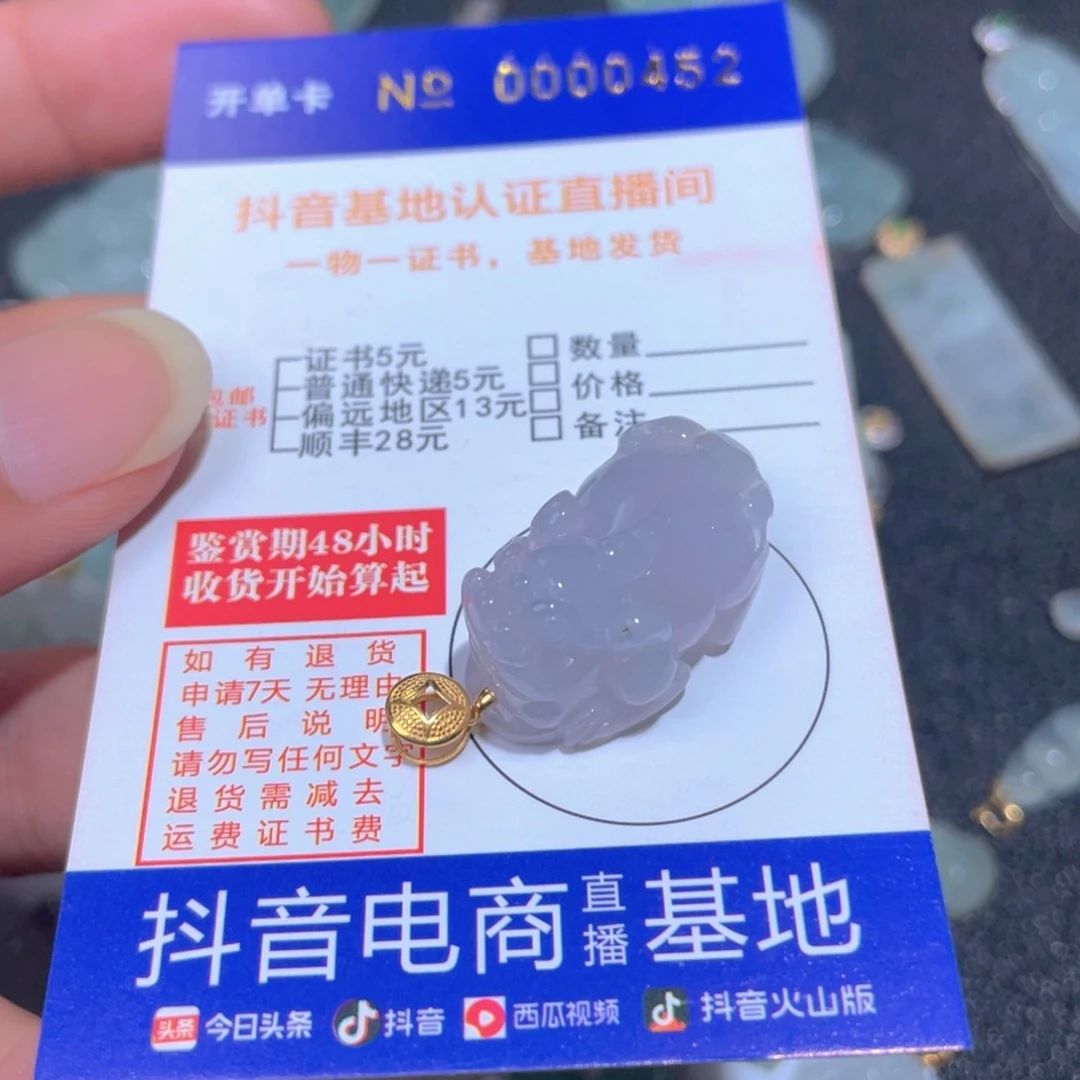 开单卡 № 0000452
抖音基地认证直播间
一物一证书，基地发货
证书5元
普通快递5元
偏远地区13元
顺丰28元
包邮
证书
数量
价格
备注
鉴赏期48小时
收货开始算起
如有退货
申请7天无理由
售后说明
请勿写任何文字
退货需减去
运费证书费
抖音电商直播基地
头条 今日头条 抖音 西瓜视频 抖音火山版